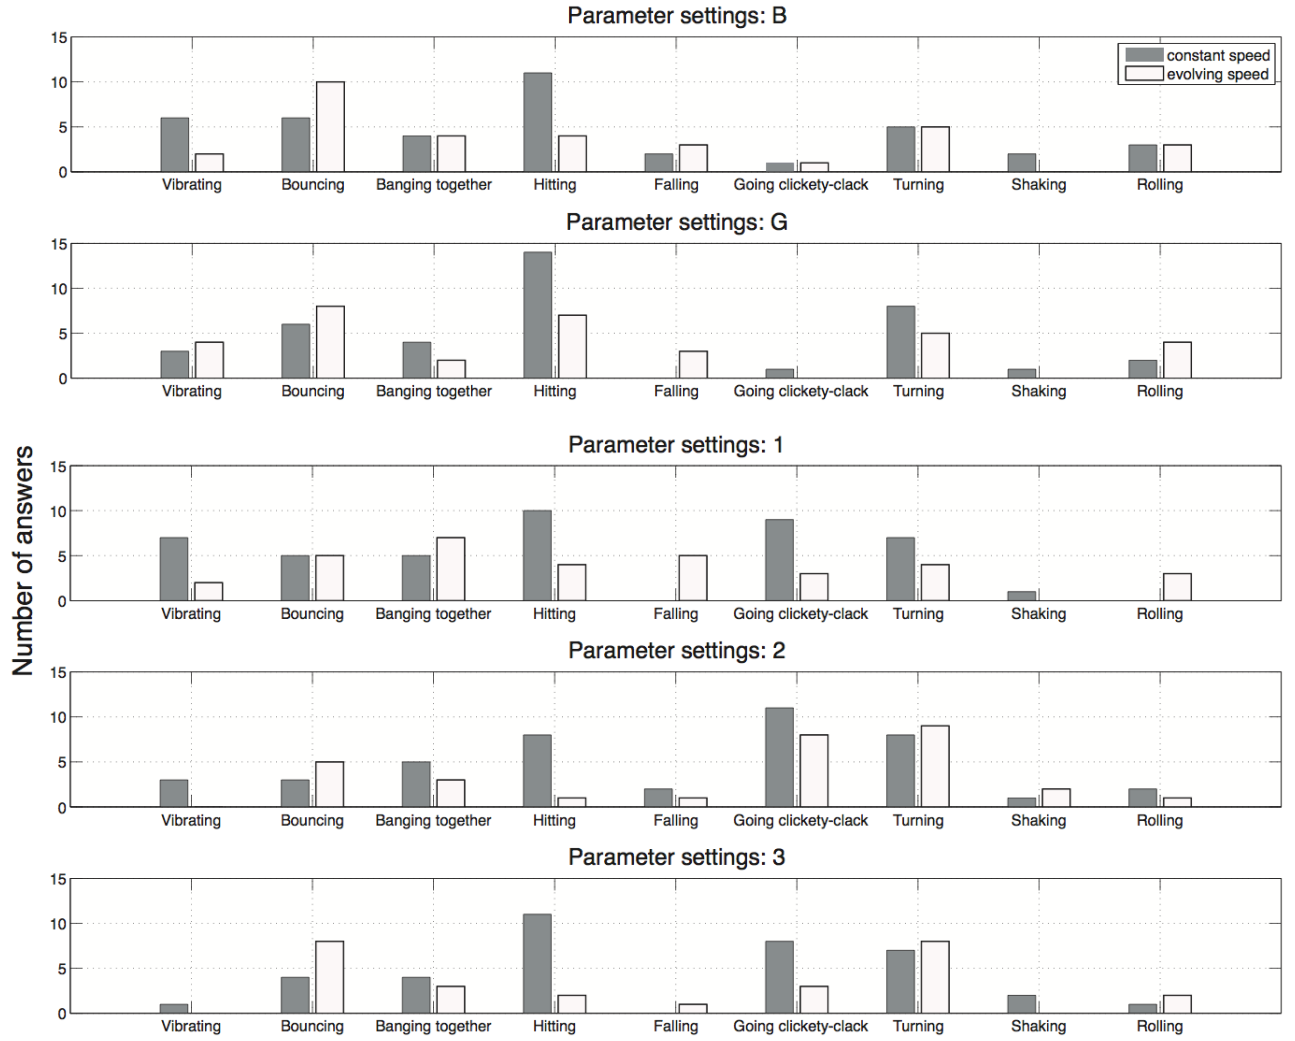 Parameter settings: B
15
10
5
0
constant speed
evolving speed
Vibrating Bouncing Banging together Hitting Falling Going clickety-clack Turning Shaking Rolling
Parameter settings: G
15
10
5
0
Vibrating Bouncing Banging together Hitting Falling Going clickety-clack Turning Shaking Rolling
Number of answers
Parameter settings: 1
15
10
5
0
Vibrating Bouncing Banging together Hitting Falling Going clickety-clack Turning Shaking Rolling
Parameter settings: 2
15
10
5
0
Vibrating Bouncing Banging together Hitting Falling Going clickety-clack Turning Shaking Rolling
Parameter settings: 3
15
10
5
0
Vibrating Bouncing Banging together Hitting Falling Going clickety-clack Turning Shaking Rolling